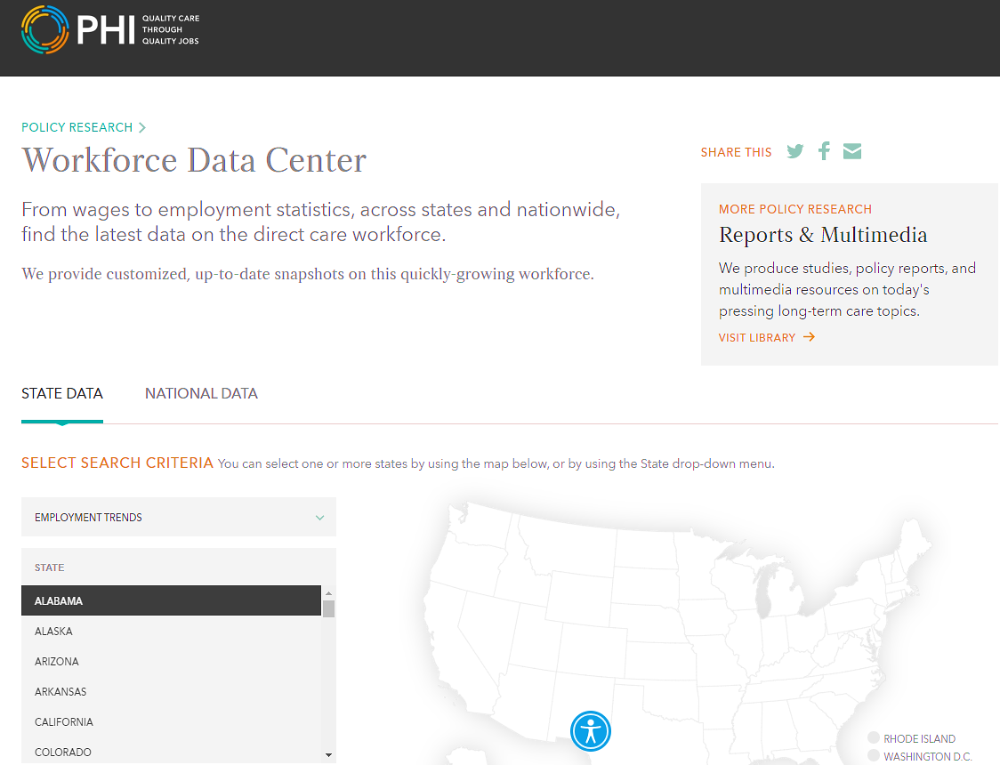 PHI
QUALITY CARE
THROUGH
QUALITY JOBS
POLICY RESEARCH
Workforce Data Center
From wages to employment statistics, across states and nationwide,
find the latest data on the direct care workforce.
We provide customized, up-to-date snapshots on this quickly-growing workforce.
SHARE THIS
MORE POLICY RESEARCH
Reports & Multimedia
We produce studies, policy reports, and
multimedia resources on today's
pressing long-term care topics.
VISIT LIBRARY
STATE DATA
NATIONAL DATA
SELECT SEARCH CRITERIA You can select one or more states by using the map below, or by using the State drop-down menu.
EMPLOYMENT TRENDS
STATE
ALABAMA
ALASKA
ARIZONA
ARKANSAS
CALIFORNIA
COLORADO
RHODE ISLAND
WASHINGTON D.C.